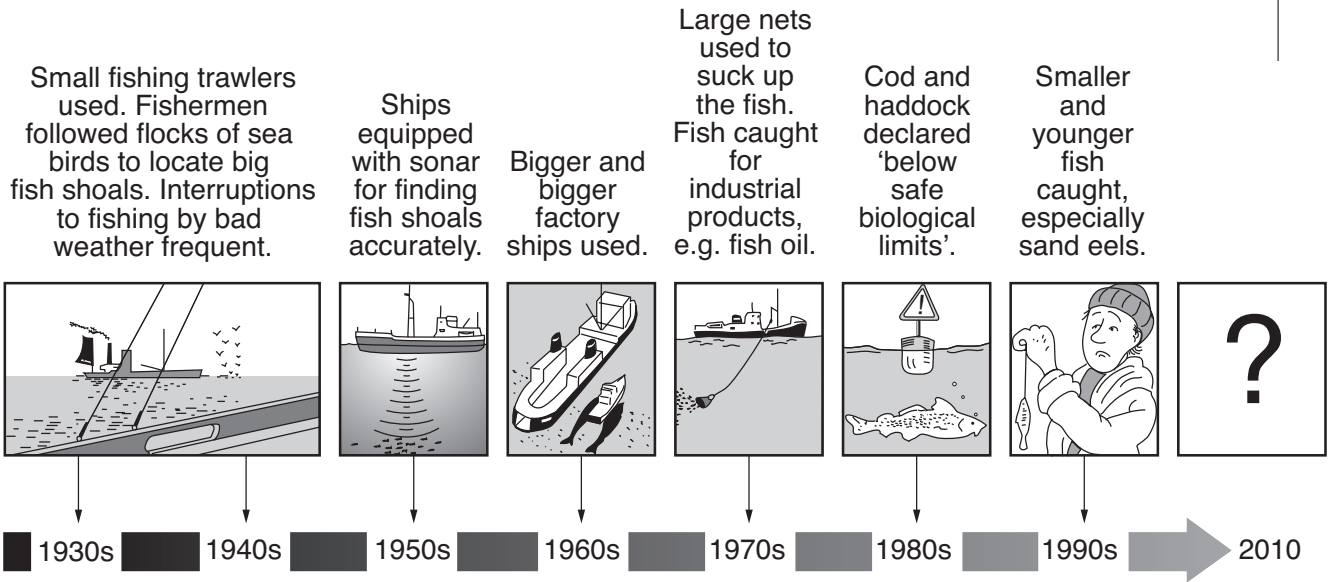 Small fishing trawlers
used. Fishermen
followed flocks of sea
birds to locate big
fish shoals. Interruptions
to fishing by bad
weather frequent.
Ships
equipped
with sonar
for finding
fish shoals
accurately.
Bigger and
bigger
factory
ships used.
Large nets
used to
suck up
the fish.
Fish caught
for
industrial
products,
e.g. fish oil.
Cod and
haddock
declared
‘below
safe
biological
limits’.
Smaller
and
younger
fish
caught,
especially
sand eels.
!
?
1930s
1940s
1950s
1960s
1970s
1980s
1990s
2010